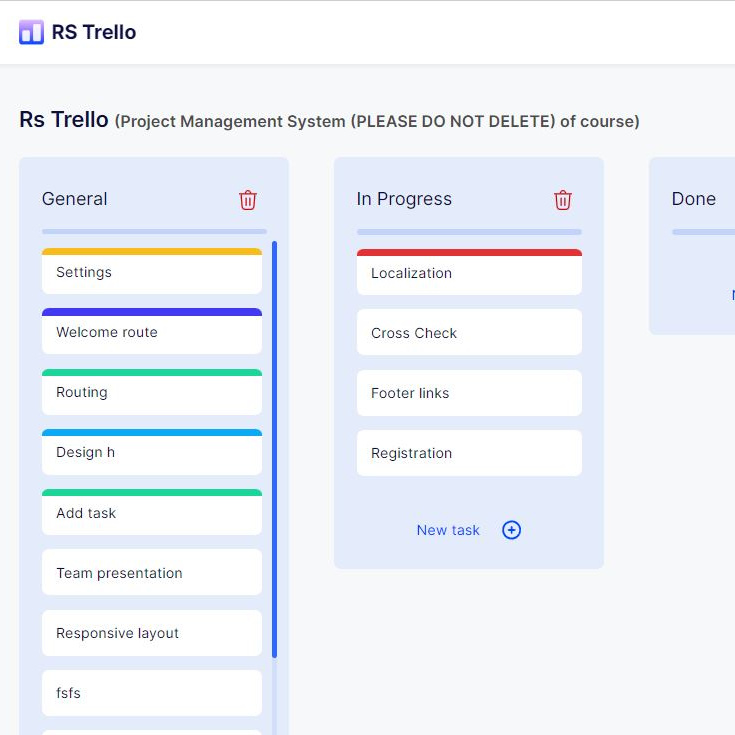 RS Trello
Rs Trello (Project Management System (PLEASE DO NOT DELETE) of course)
General
Settings
Welcome route
Routing
Design h
Add task
Team presentation
Responsive layout
fsfs
In Progress
Localization
Cross Check
Footer links
Registration
New task
Done